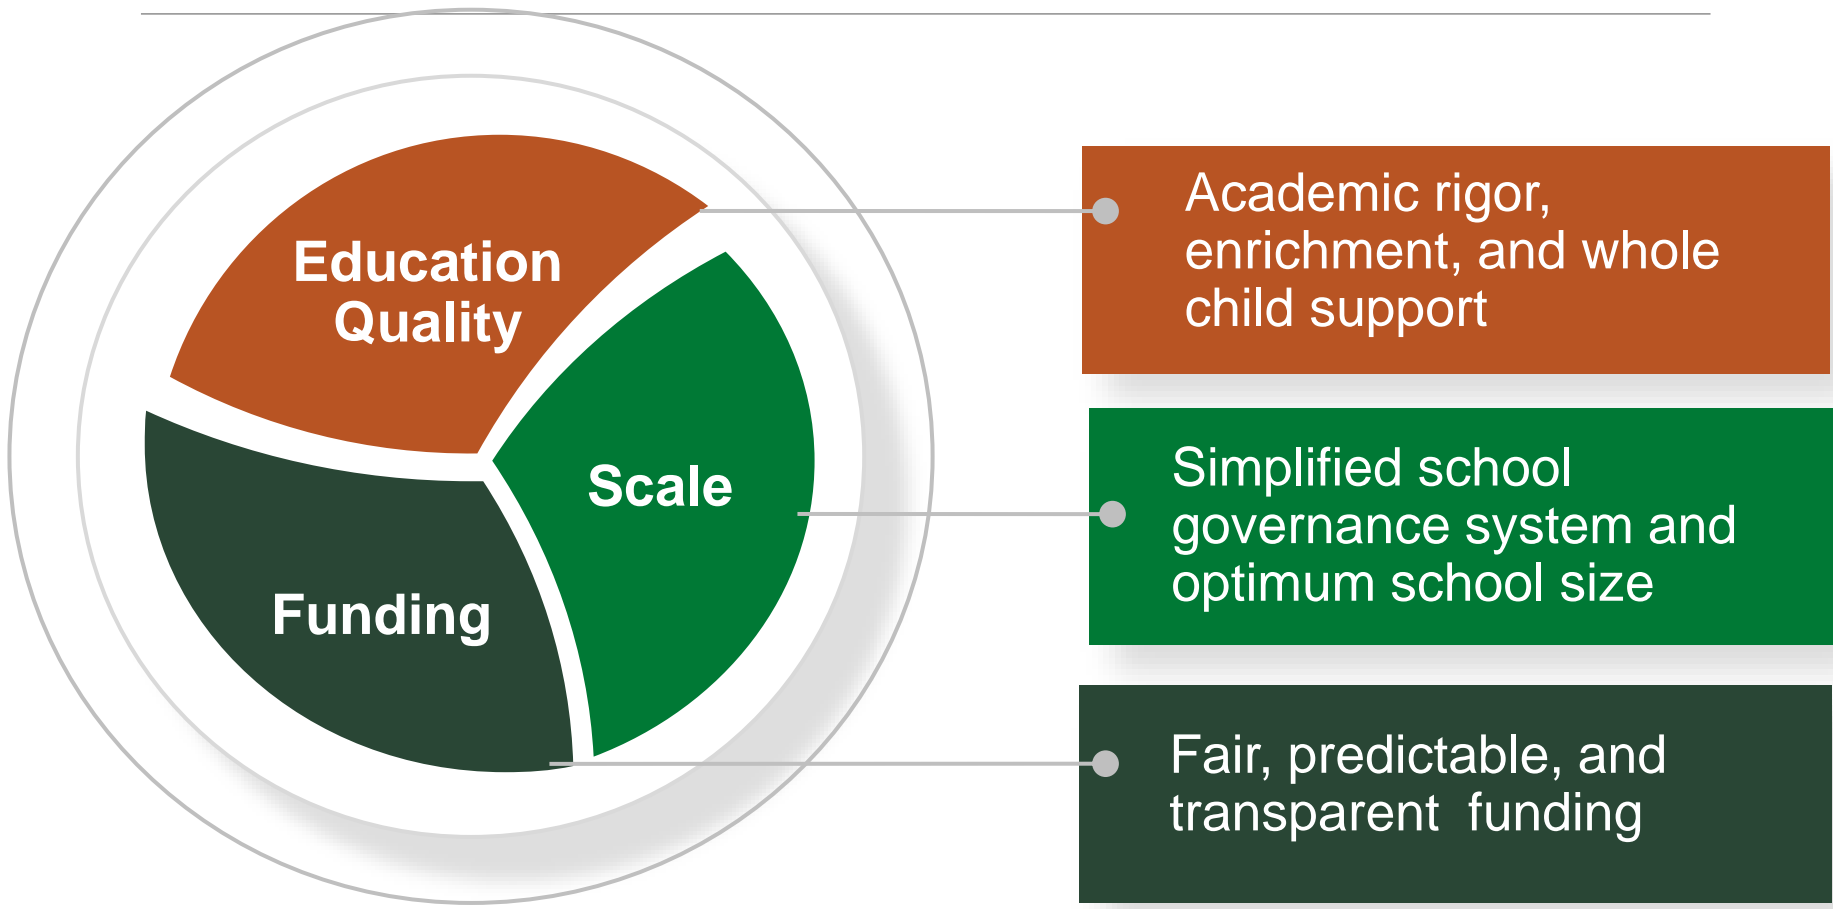 Education
Quality
Scale
Funding
Academic rigor,
enrichment, and whole
child support
Simplified school
governance system and
optimum school size
Fair, predictable, and
transparent  funding